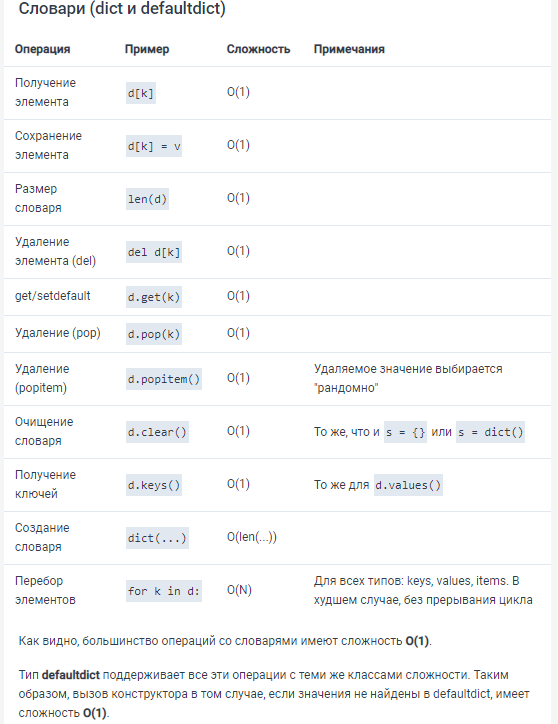 Словари (dict и defaultdict)
Операция Пример Сложность Примечания
Получение
элемента
d[k] O(1)
Сохранение
элемента
d[k] = v O(1)
Размер
словаря
len(d) O(1)
Удаление
элемента (del)
del d[k] O(1)
get/setdefault d.get(k) O(1)
Удаление (pop) d.pop(k) O(1)
Удаление
(popitem)
d.popitem() O(1)
Удаляемое значение выбирается
"рандомно"
Очищение
словаря
d.clear() O(1) То же, что и s = {} или s = dict()
Получение
ключей
d.keys() O(1) То же для d.values()
Создание
словаря
dict(...) O(len(...))
Перебор
элементов
for k in d: O(N)
Для всех типов: keys, values, items. В
худшем случае, без прерывания цикла
Как видно, большинство операций со словарями имеют сложность O(1).
Тип defaultdict поддерживает все эти операции с теми же классами сложности. Таким
образом, вызов конструктора в том случае, если значения не найдены в defaultdict, имеет
сложность O(1).